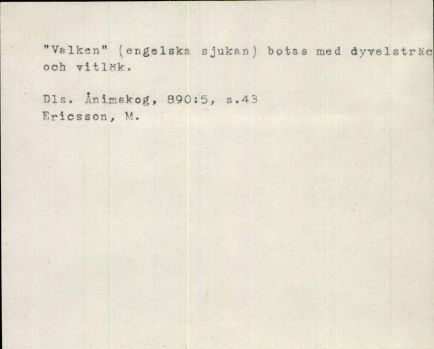 "Valken" (engelska sjukan) botas med dyvelsträc
och vitlök.
Dls. Ånimskog, 890:5, s.43
Ericsson, M.